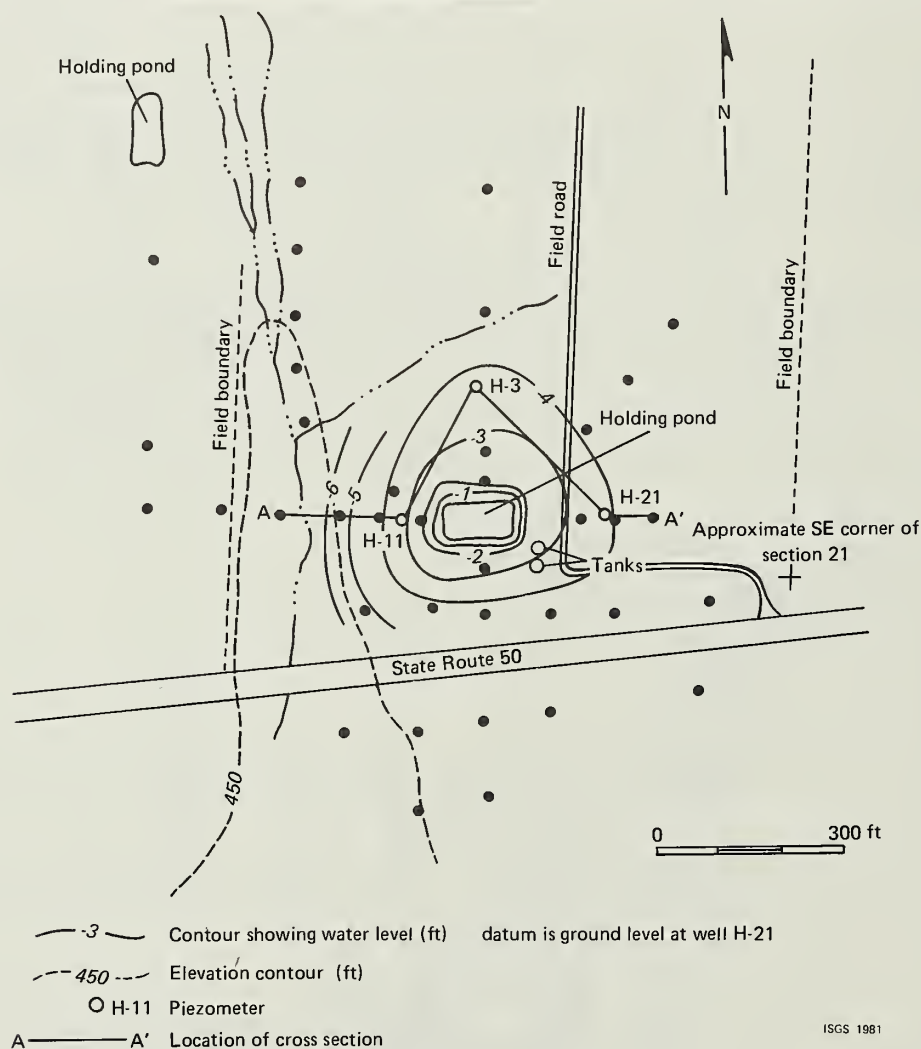 Holding pond
N
Field road
Field boundary
Field boundary
H-3
-4
-3
Holding pond
-6
-5
-1
H-21
A
A'
H-11
-2
Approximate SE corner of
section 21
Tanks
State Route 50
450
0 300 ft
-3 Contour showing water level (ft) datum is ground level at well H-21
450 Elevation contour (ft)
H-11 Piezometer
A A' Location of cross section
ISGS 1981